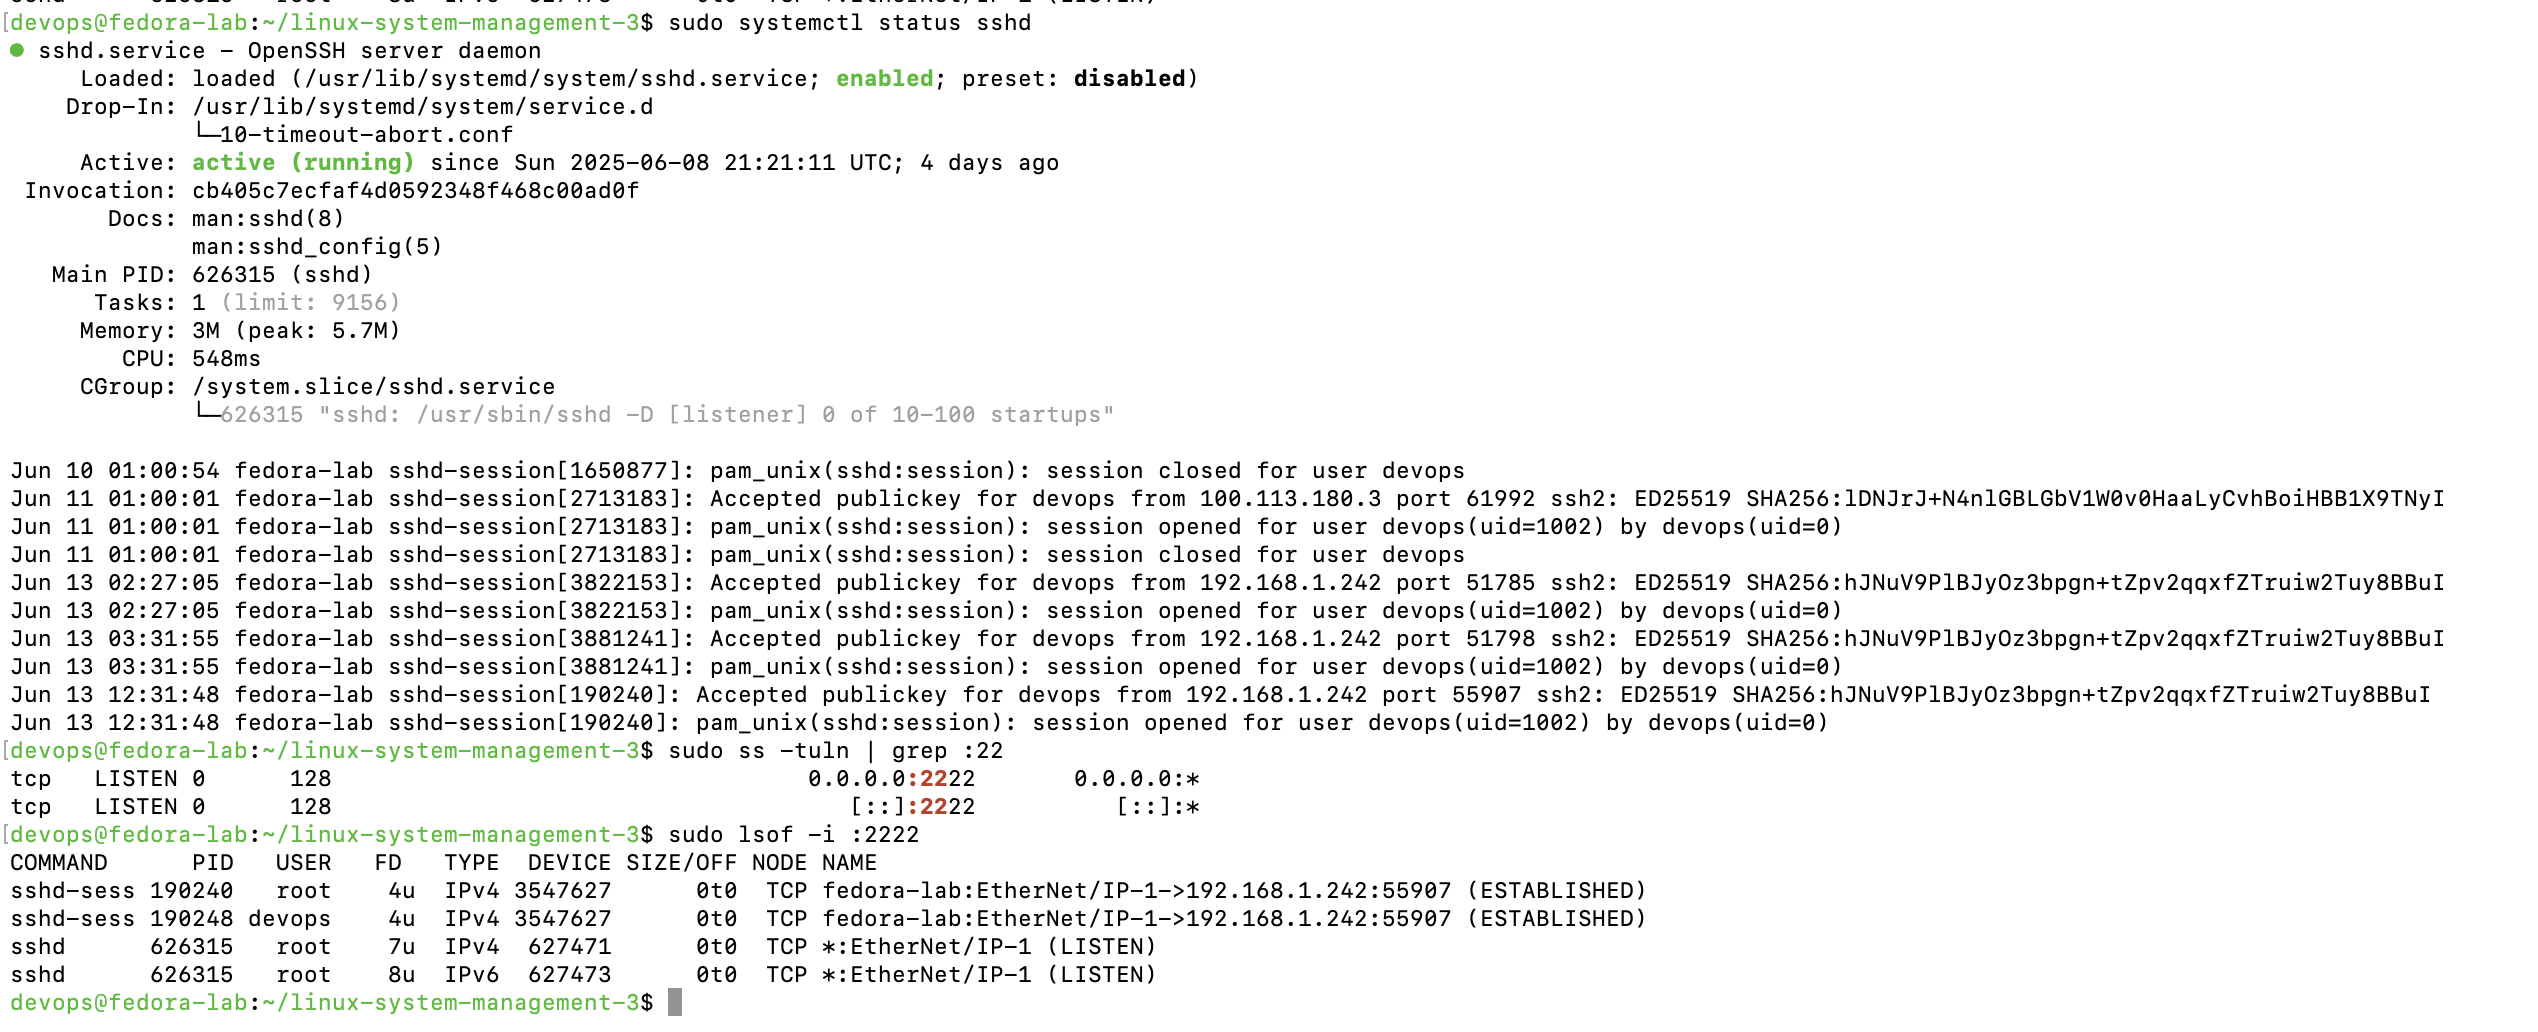 [devops@fedora-lab:~/linux-system-management-3$ sudo systemctl status sshd
● sshd.service - OpenSSH server daemon
     Loaded: loaded (/usr/lib/systemd/system/sshd.service; enabled; preset: disabled)
    Drop-In: /usr/lib/systemd/system/service.d
             └─10-timeout-abort.conf
     Active: active (running) since Sun 2025-06-08 21:21:11 UTC; 4 days ago
 Invocation: cb405c7ecfaf4d0592348f468c00ad0f
       Docs: man:sshd(8)
             man:sshd_config(5)
   Main PID: 626315 (sshd)
      Tasks: 1 (limit: 9156)
     Memory: 3M (peak: 5.7M)
        CPU: 548ms
     CGroup: /system.slice/sshd.service
             └─626315 "sshd: /usr/sbin/sshd -D [listener] 0 of 10-100 startups"
Jun 10 01:00:54 fedora-lab sshd-session[1650877]: pam_unix(sshd:session): session closed for user devops
Jun 11 01:00:01 fedora-lab sshd-session[2713183]: Accepted publickey for devops from 100.113.180.3 port 61992 ssh2: ED25519 SHA256:lDNJrJ+N4nlGBLGbV1W0v0HaaLyCvhBoiHBB1X9TNyI
Jun 11 01:00:01 fedora-lab sshd-session[2713183]: pam_unix(sshd:session): session opened for user devops(uid=1002) by devops(uid=0)
Jun 11 01:00:01 fedora-lab sshd-session[2713183]: pam_unix(sshd:session): session closed for user devops
Jun 13 02:27:05 fedora-lab sshd-session[3822153]: Accepted publickey for devops from 192.168.1.242 port 51785 ssh2: ED25519 SHA256:hJNuV9PlBJyOz3bpgn+tZpv2qqxfZTruiw2Tuy8BBuI
Jun 13 02:27:05 fedora-lab sshd-session[3822153]: pam_unix(sshd:session): session opened for user devops(uid=1002) by devops(uid=0)
Jun 13 03:31:55 fedora-lab sshd-session[3881241]: Accepted publickey for devops from 192.168.1.242 port 51798 ssh2: ED25519 SHA256:hJNuV9PlBJyOz3bpgn+tZpv2qqxfZTruiw2Tuy8BBuI
Jun 13 03:31:55 fedora-lab sshd-session[3881241]: pam_unix(sshd:session): session opened for user devops(uid=1002) by devops(uid=0)
Jun 13 12:31:48 fedora-lab sshd-session[190240]: Accepted publickey for devops from 192.168.1.242 port 55907 ssh2: ED25519 SHA256:hJNuV9PlBJyOz3bpgn+tZpv2qqxfZTruiw2Tuy8BBuI
Jun 13 12:31:48 fedora-lab sshd-session[190240]: pam_unix(sshd:session): session opened for user devops(uid=1002) by devops(uid=0)
[devops@fedora-lab:~/linux-system-management-3$ sudo ss -tuln | grep :22
tcp   LISTEN 0      128                                  0.0.0.0:2222       0.0.0.0:*
tcp   LISTEN 0      128                                     [::]:2222          [::]:*
[devops@fedora-lab:~/linux-system-management-3$ sudo lsof -i :2222
COMMAND      PID   USER   FD   TYPE  DEVICE SIZE/OFF NODE NAME
sshd-sess 190240   root    4u  IPv4 3547627      0t0  TCP fedora-lab:EtherNet/IP-1->192.168.1.242:55907 (ESTABLISHED)
sshd-sess 190248 devops    4u  IPv4 3547627      0t0  TCP fedora-lab:EtherNet/IP-1->192.168.1.242:55907 (ESTABLISHED)
sshd      626315   root    7u  IPv4  627471      0t0  TCP *:EtherNet/IP-1 (LISTEN)
sshd      626315   root    8u  IPv6  627473      0t0  TCP *:EtherNet/IP-1 (LISTEN)
devops@fedora-lab:~/linux-system-management-3$